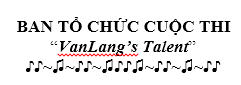 BAN TỔ CHỨC CUỘC THI
“VanLang’s Talent”
♪♪~♫~♪♪~♫♪♫~♪♪~♫~♪♪